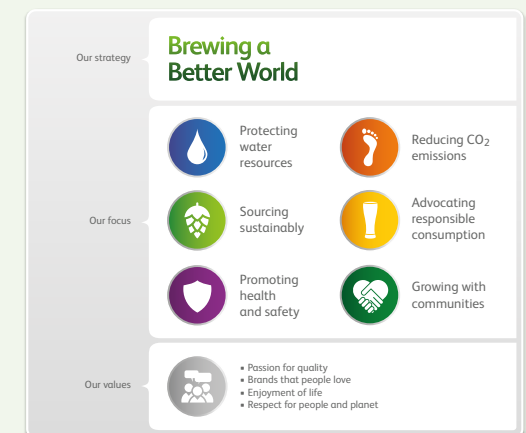 Our strategy
Brewing a
Better World
Our focus
Protecting
water
resources
Reducing CO2
emissions
Sourcing
sustainably
Advocating
responsible
consumption
Promoting
health
and safety
Growing with
communities
Our values
▪ Passion for quality
▪ Brands that people love
▪ Enjoyment of life
▪ Respect for people and planet